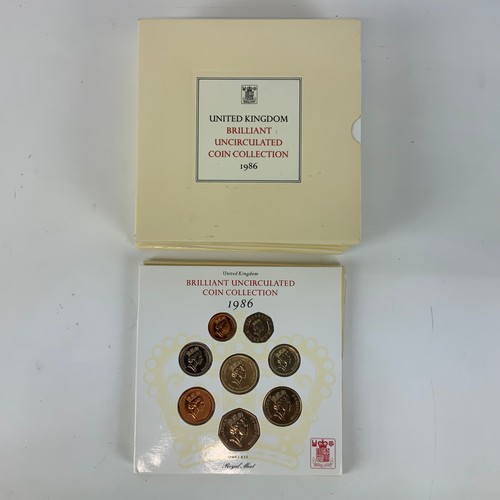 UNITED KINGDOM
BRILLIANT
UNCIRCULATED
COIN COLLECTION
1986
United Kingdom
BRILLIANT UNCIRCULATED
COIN COLLECTION
1986
Royal Mint